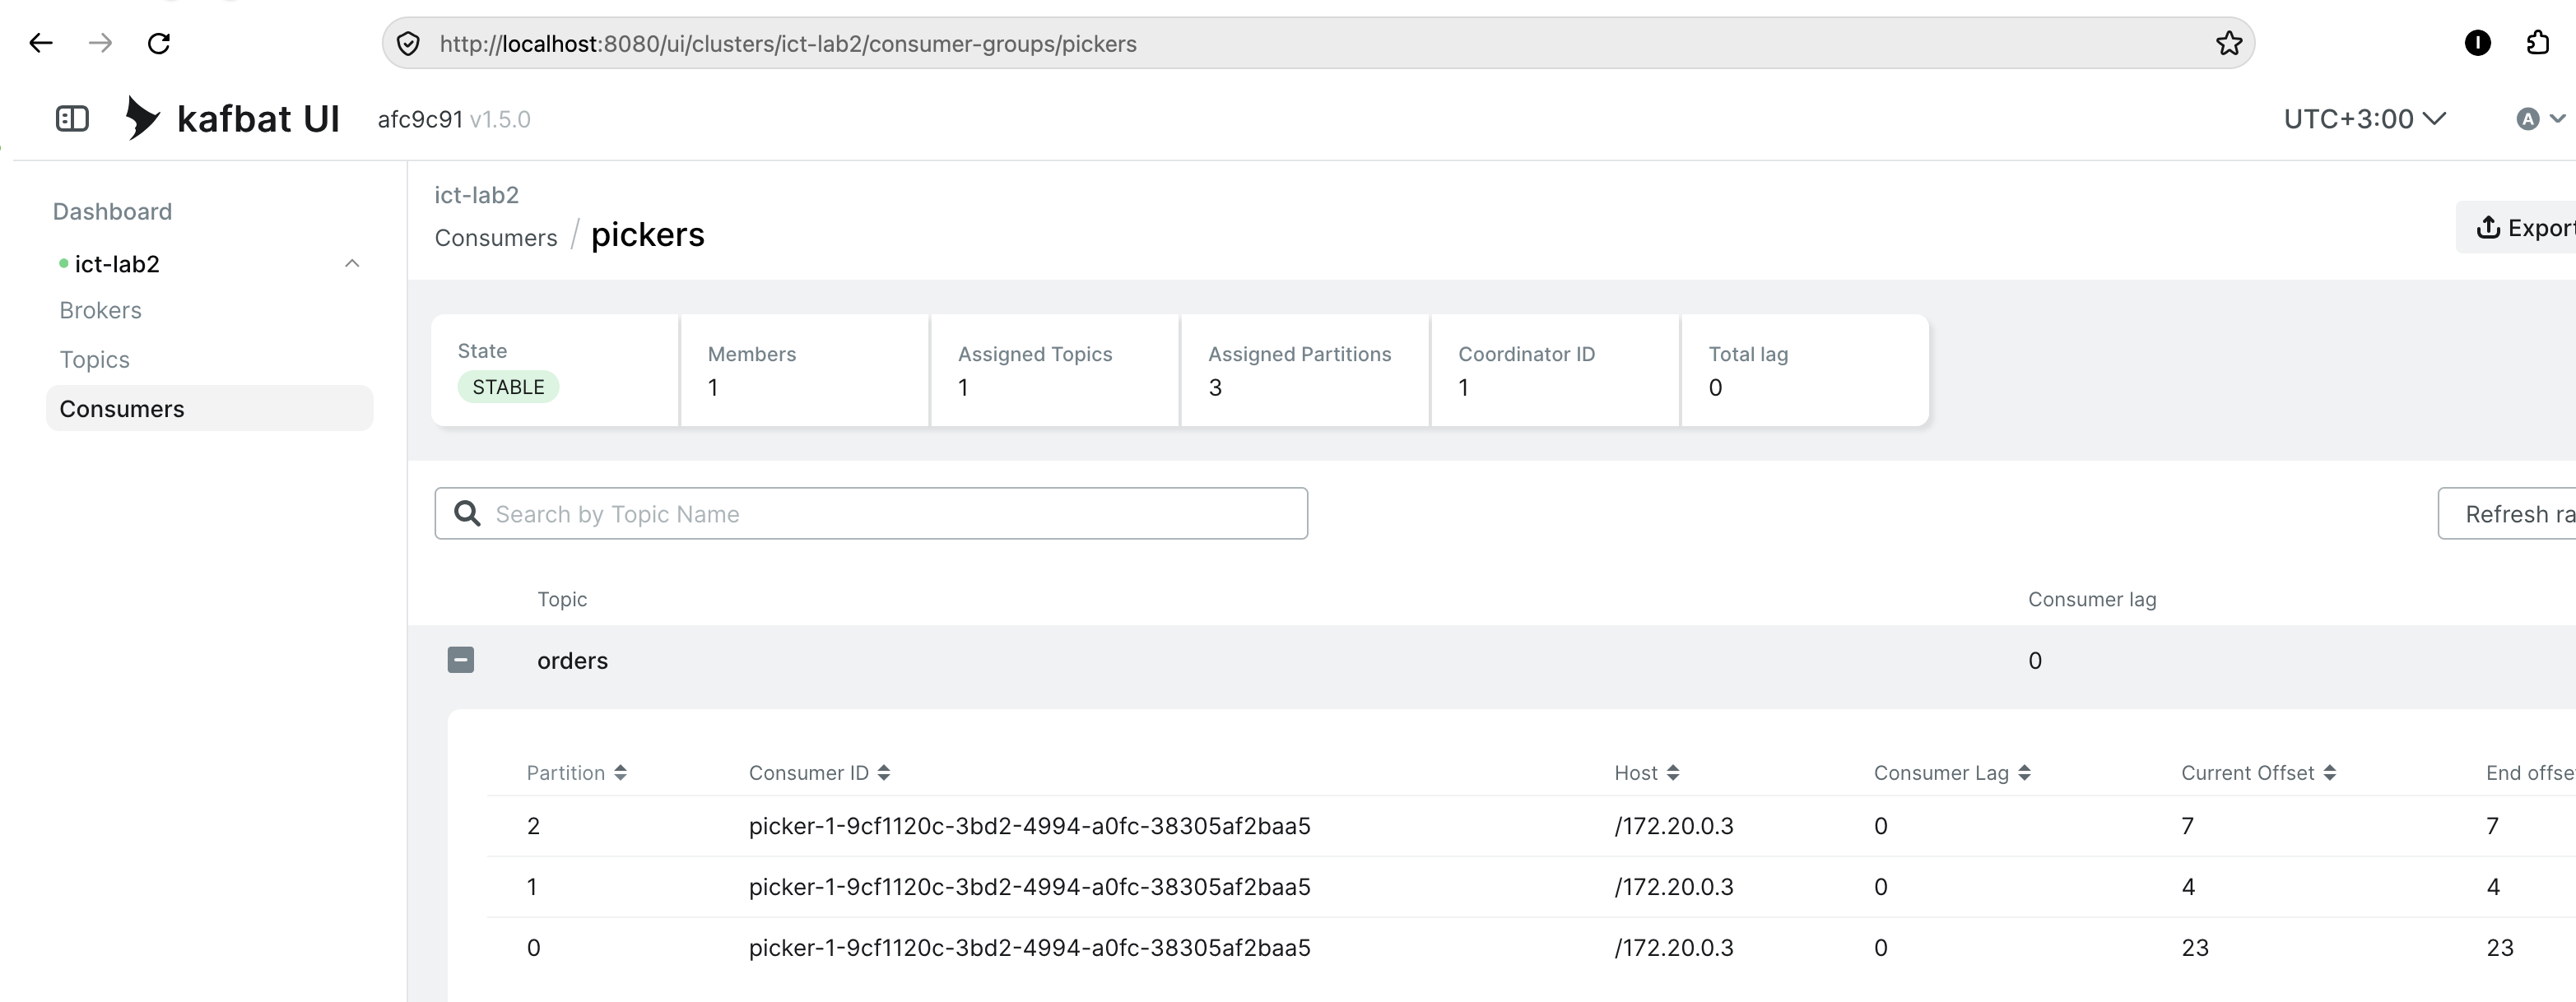 http://localhost:8080/ui/clusters/ict-lab2/consumer-groups/pickers
kafbat UI afc9c91 v1.5.0 UTC+3:00 A
Dashboard
ict-lab2
Brokers
Topics
Consumers
ict-lab2
Consumers / pickers
Export
State Members Assigned Topics Assigned Partitions Coordinator ID Total lag
STABLE 1 1 3 1 0
Search by Topic Name
Refresh ra
Topic Consumer lag
orders 0
Partition Consumer ID Host Consumer Lag Current Offset End offse
2 picker-1-9cf1120c-3bd2-4994-a0fc-38305af2baa5 /172.20.0.3 0 7 7
1 picker-1-9cf1120c-3bd2-4994-a0fc-38305af2baa5 /172.20.0.3 0 4 4
0 picker-1-9cf1120c-3bd2-4994-a0fc-38305af2baa5 /172.20.0.3 0 23 23